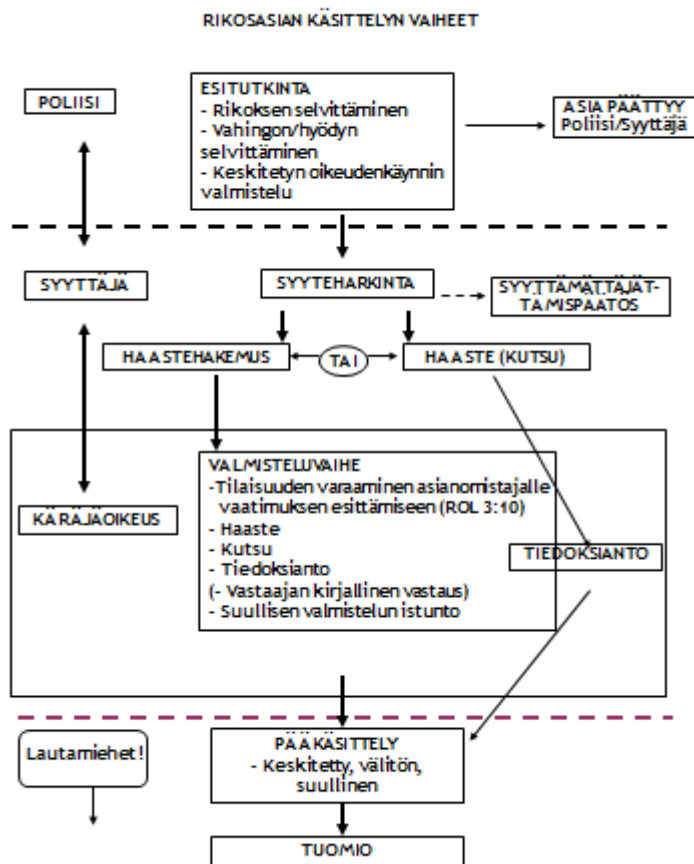 RIKOSASIAN KÄSITTELYN VAIHEET
POLIISI
ESITUTKINTA
- Rikoksen selvittäminen
- Vahingon/hyödyn
selvittäminen
- Keskitetyn oikeudenkäynnin
valmistelu
ASIA PÄÄTTYY
Poliisi/Syyttäjä
SYYTTÄJÄ
SYYTEHARKINTA
SYYTTÄMÄTTÄJÄT-
TAMISPÄÄTÖS
HAASTEHAKEMUS
TAI
HAASTE (KUTSU)
VALMISTELUVAIHE
-Tilaisuuden varaaminen asianomistajalle
vaatimuksen esittämiseen (ROL 3:10)
- Haaste
- Kutsu
- Tiedoksianto
(- Vastaajan kirjallinen vastaus)
- Suullisen valmistelun istunto
KÄRÄJÄOIKEUS
TIEDOKSIANTO
Lautamiehet!
PÄÄKÄSITTELY
- Keskitetty, välitön,
suullinen
TUOMIO